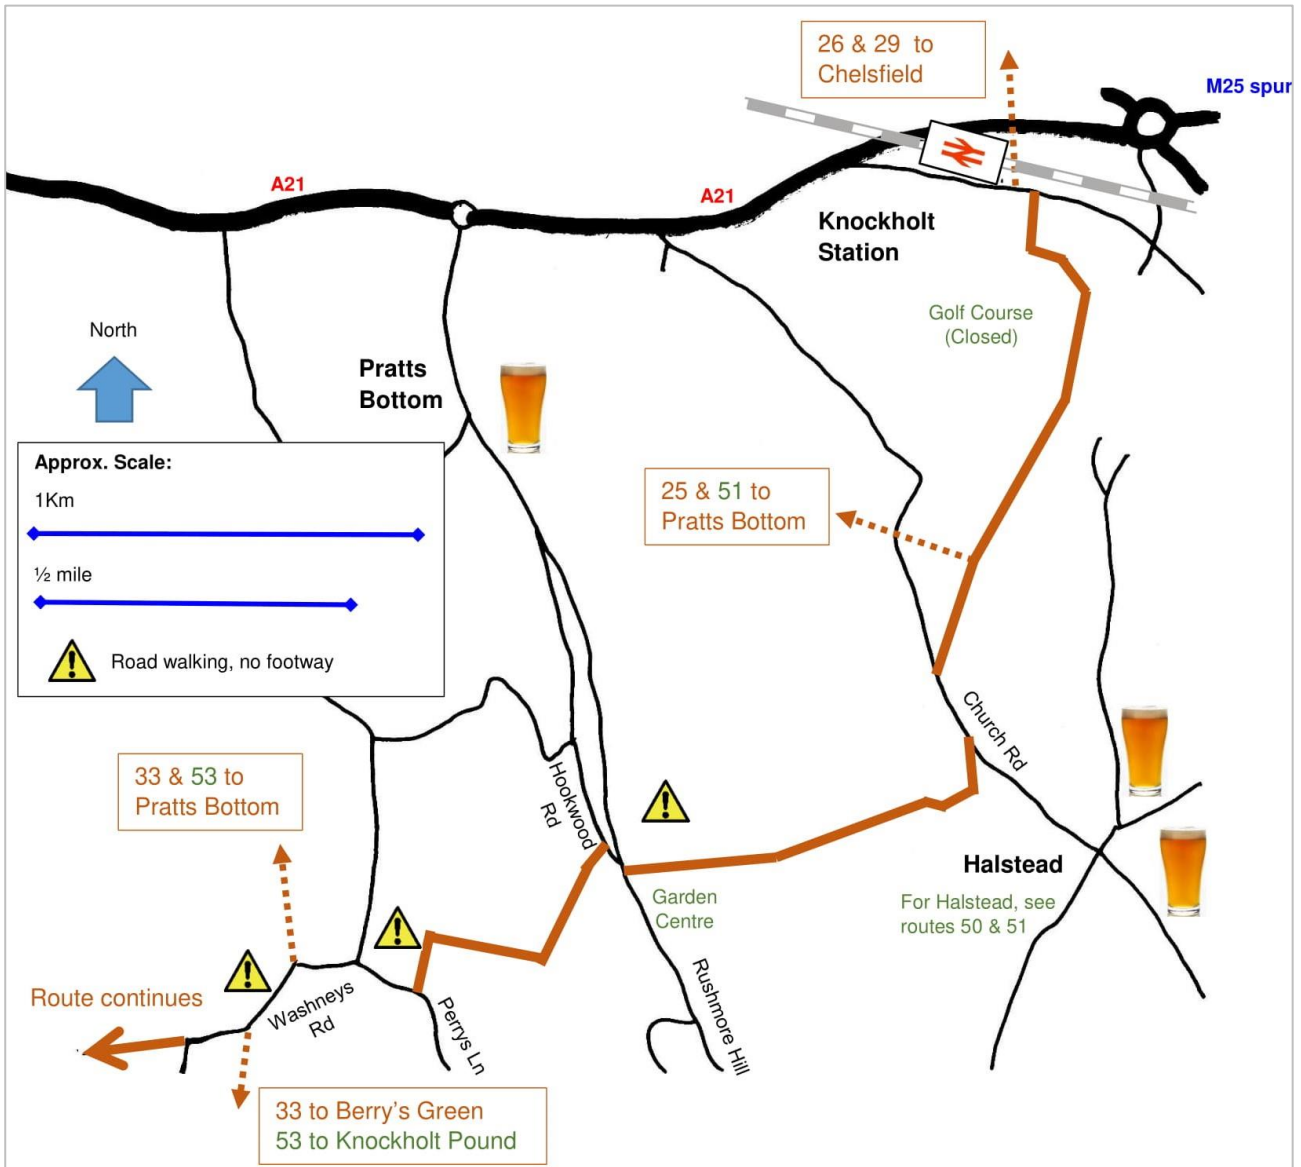 26 & 29 to
Chelsfield
M25 spur
A21
A21
Knockholt
Station
North
Golf Course
(Closed)
Pratts
Bottom
Approx. Scale:
1Km
½ mile
Road walking, no footway
25 & 51 to
Pratts Bottom
Church Rd
33 & 53 to
Pratts Bottom
Hookwood
Rd
Halstead
For Halstead, see
routes 50 & 51
Garden
Centre
Route continues
Washneys
Rd
Perrys Ln
Rushmore Hill
33 to Berry’s Green
53 to Knockholt Pound